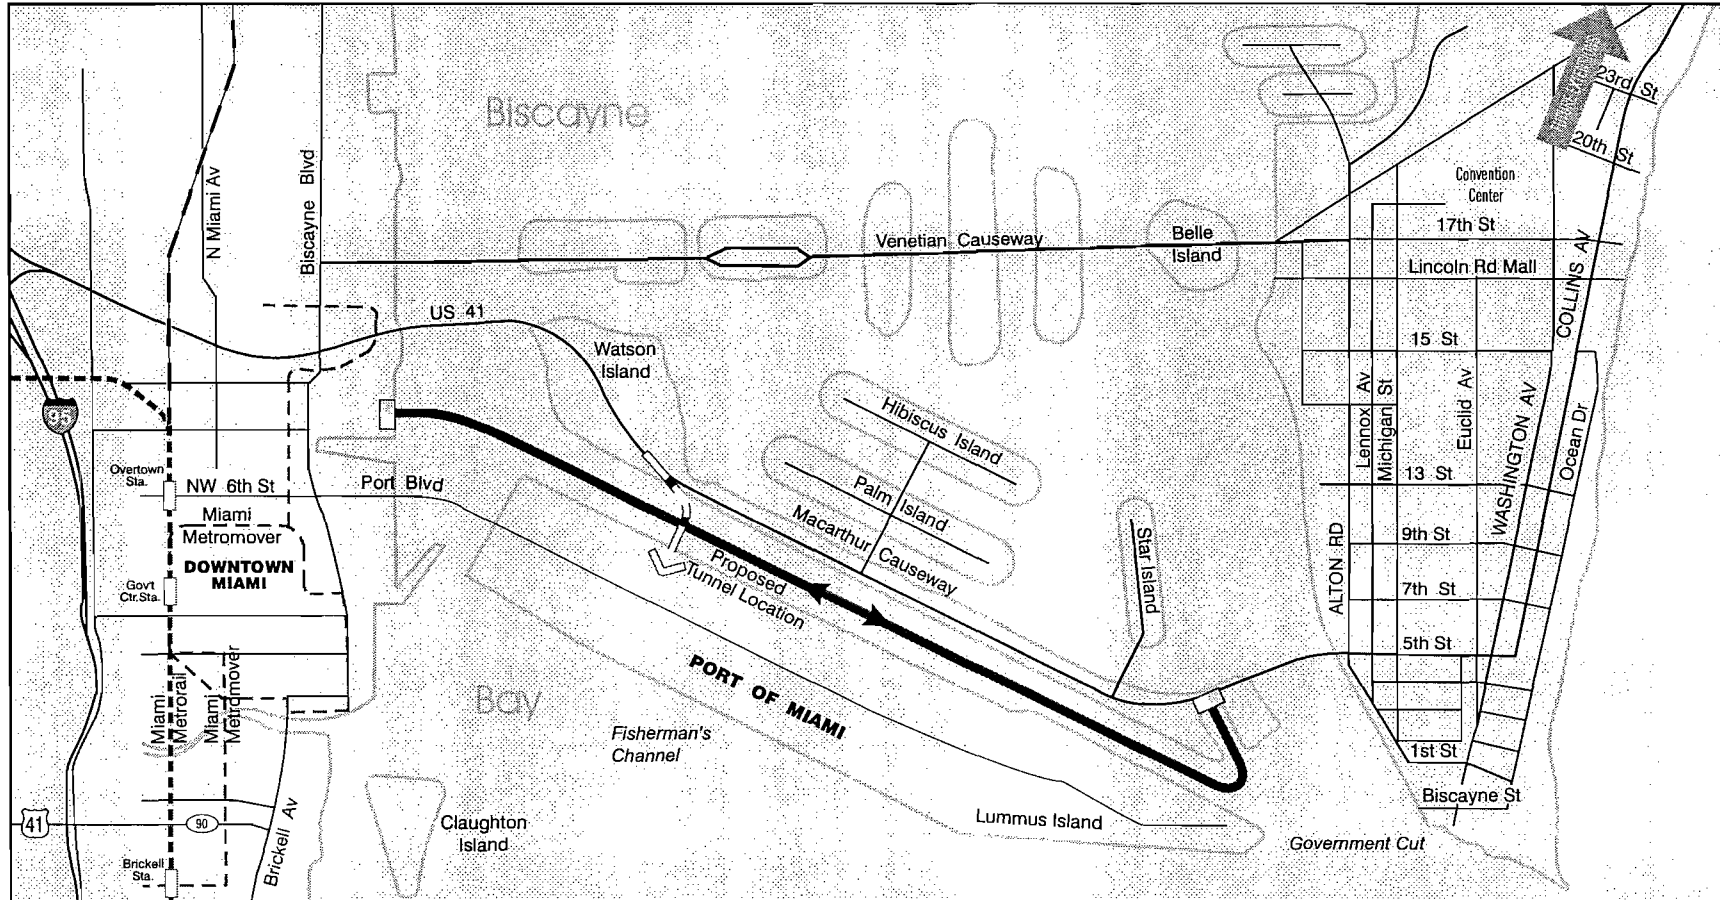 Biscayne
Biscayne Blvd
N Miami Av
23rd St
20th St
Convention
Center
17th St
Venetian Causeway
Belle
Island
Lincoln Rd Mall
COLLINS AV
US 41
15 St
Watson
Island
Lennox Av
Michigan St
Euclid Av
WASHINGTON AV
Ocean Dr
95
Hibiscus Island
Overtown
Sta.
NW 6th St
Port Blvd
Palm Island
13 St
Miami
Metromover
Macarthur Causeway
9th St
DOWNTOWN
MIAMI
Gov't
Ctr.Sta.
Proposed
Tunnel Location
Star Island
ALTON RD
7th St
5th St
Miami
Metrorail
Miami
Metromover
Bay
PORT OF MIAMI
Fisherman's
Channel
1st St
Biscayne St
41
90
Brickell Av
Claughton
Island
Lummus Island
Government Cut
Brickell
Sta.